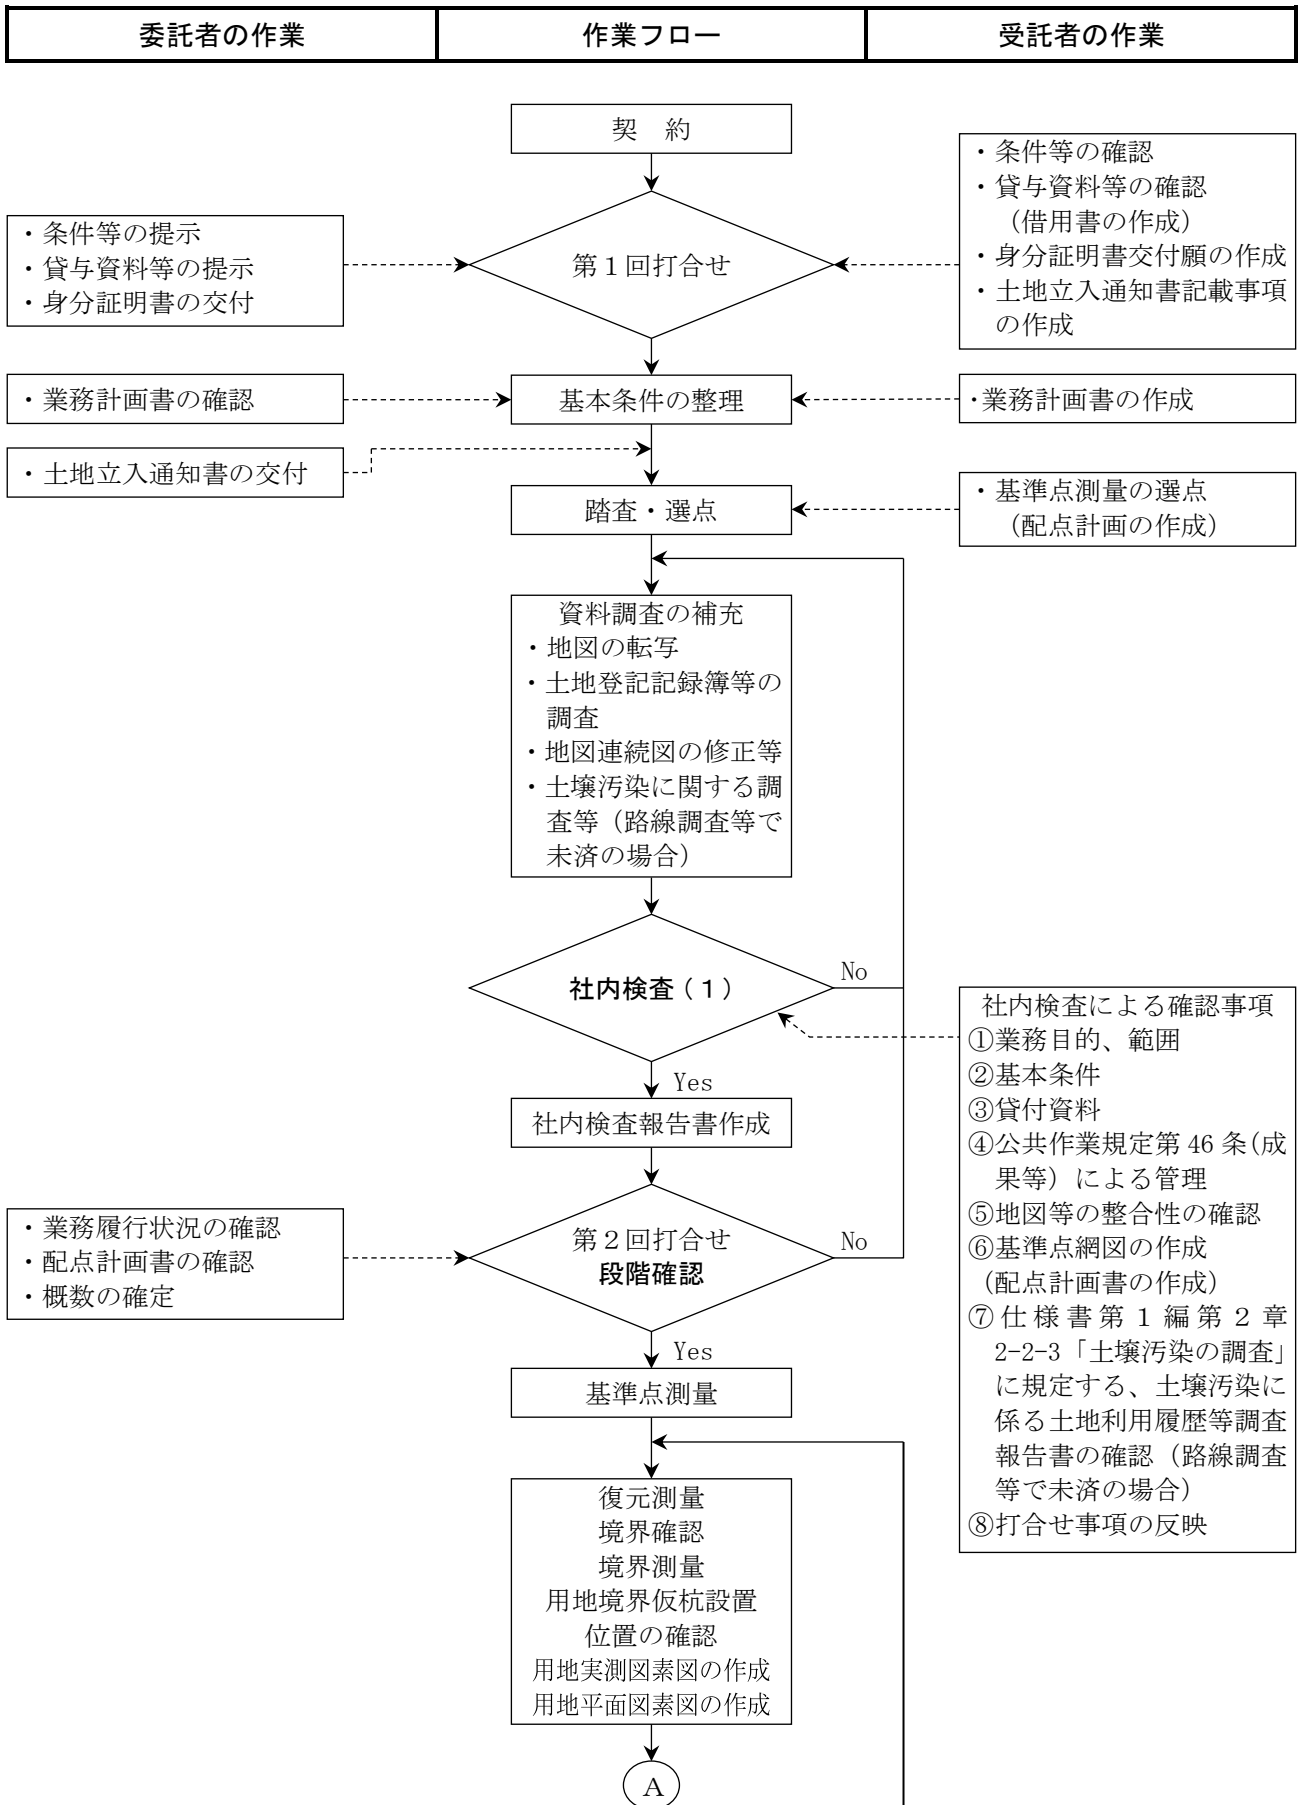 委託者の作業
作業フロー
受託者の作業
契　約
・条件等の確認
・貸与資料等の確認
（借用書の作成）
・身分証明書交付願の作成
・土地立入通知書記載事項
の作成
・条件等の提示
・貸与資料等の提示
・身分証明書の交付
第１回打合せ
・業務計画書の確認
基本条件の整理
・業務計画書の作成
・土地立入通知書の交付
踏査・選点
・基準点測量の選点
（配点計画の作成）
資料調査の補充
・地図の転写
・土地登記記録簿等の
調査
・地図連続図の修正等
・土壌汚染に関する調
査等（路線調査等で
未済の場合）
社内検査（１）
No
Yes
社内検査報告書作成
社内検査による確認事項
①業務目的、範囲
②基本条件
③貸付資料
④公共作業規定第 46 条(成
果等）による管理
⑤地図等の整合性の確認
⑥基準点網図の作成
（配点計画書の作成）
⑦仕様書第１編第２章
2-2-3「土壌汚染の調査」
に規定する、土壌汚染に
係る土地利用履歴等調査
報告書の確認（路線調査
等で未済の場合）
⑧打合せ事項の反映
・業務履行状況の確認
・配点計画書の確認
・概数の確定
第２回打合せ
段階確認
No
Yes
基準点測量
復元測量
境界確認
境界測量
用地境界仮杭設置
位置の確認
用地実測図素図の作成
用地平面図素図の作成
A